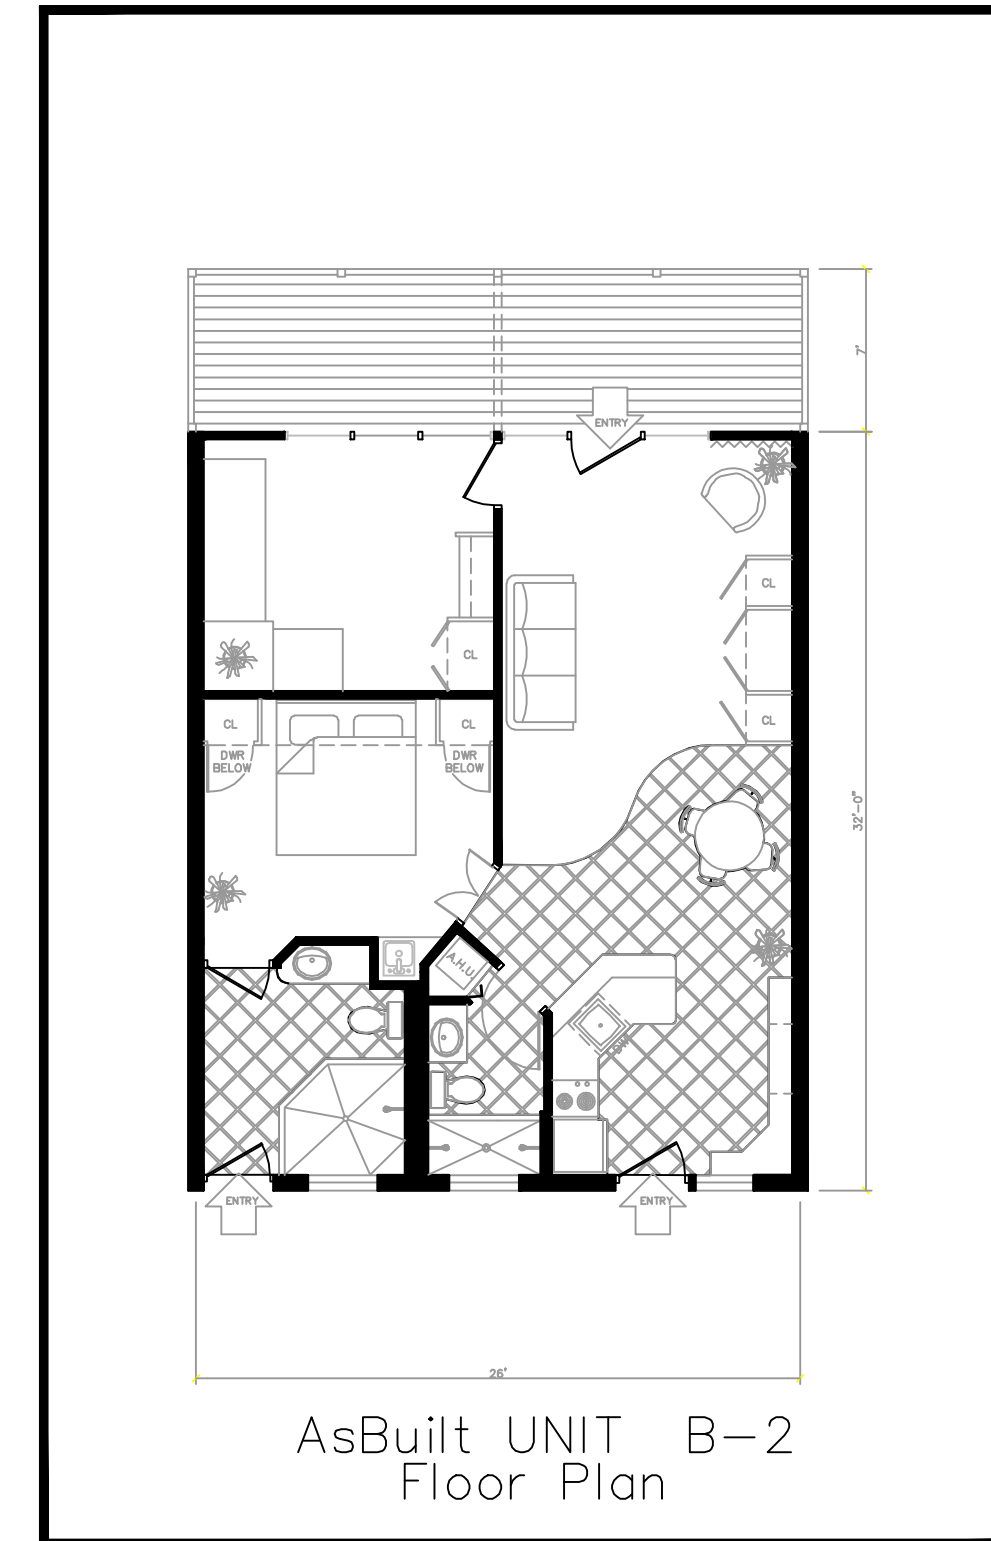 7'
ENTRY
CL
CL
CL
CL
CL
DWR
BELOW
DWR
BELOW
32'-0"
A.H.U.
DW
ENTRY
ENTRY
26'
AsBuilt UNIT B-2
Floor Plan